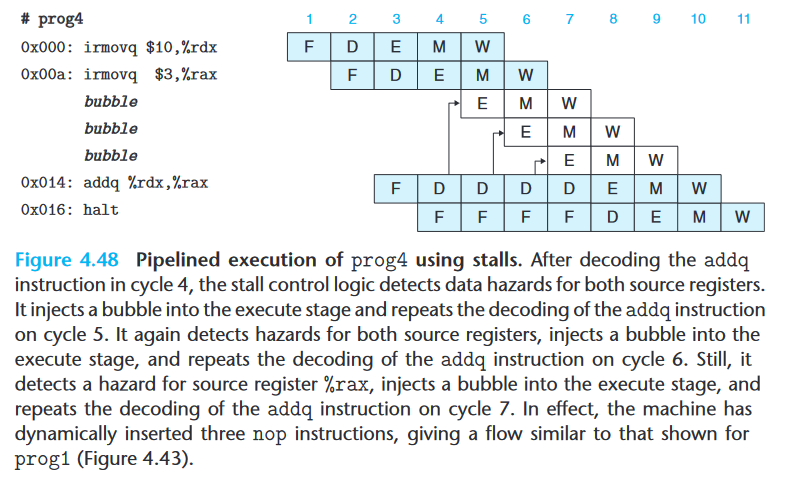 # prog4 1 2 3 4 5 6 7 8 9 10 11
0x000: irmovq $10,%rdx F D E M W
0x00a: irmovq $3,%rax F D E M W
bubble E M W
bubble E M W
bubble E M W
0x014: addq %rdx,%rax F D D D D E M W
0x016: halt F F F F D E M W
Figure 4.48 Pipelined execution of prog4 using stalls. After decoding the addq
instruction in cycle 4, the stall control logic detects data hazards for both source registers.
It injects a bubble into the execute stage and repeats the decoding of the addq instruction
on cycle 5. It again detects hazards for both source registers, injects a bubble into the
execute stage, and repeats the decoding of the addq instruction on cycle 6. Still, it
detects a hazard for source register %rax, injects a bubble into the execute stage, and
repeats the decoding of the addq instruction on cycle 7. In effect, the machine has
dynamically inserted three nop instructions, giving a flow similar to that shown for
prog1 (Figure 4.43).